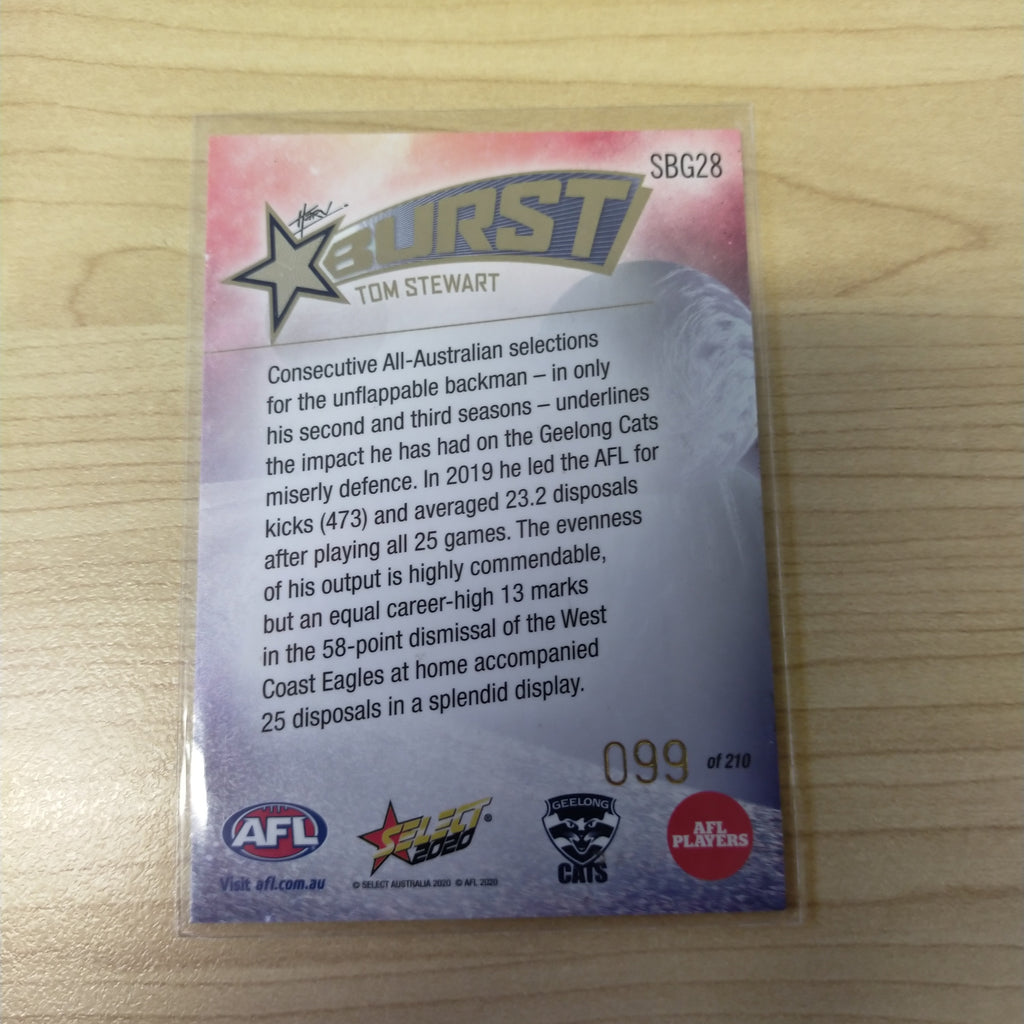 SBG28
BURST
TOM STEWART
Consecutive All-Australian selections
for the unflappable backman – in only
his second and third seasons – underlines
the impact he has had on the Geelong Cats
miserly defence. In 2019 he led the AFL for
kicks (473) and averaged 23.2 disposals
after playing all 25 games. The evenness
of his output is highly commendable,
but an equal career-high 13 marks
in the 58-point dismissal of the West
Coast Eagles at home accompanied
25 disposals in a splendid display.
099 of 210
AFL
Visit afl.com.au
SELECT®
2020
© SELECT AUSTRALIA 2020 © AFL 2020
GEELONG
CATS
AFL
PLAYERS